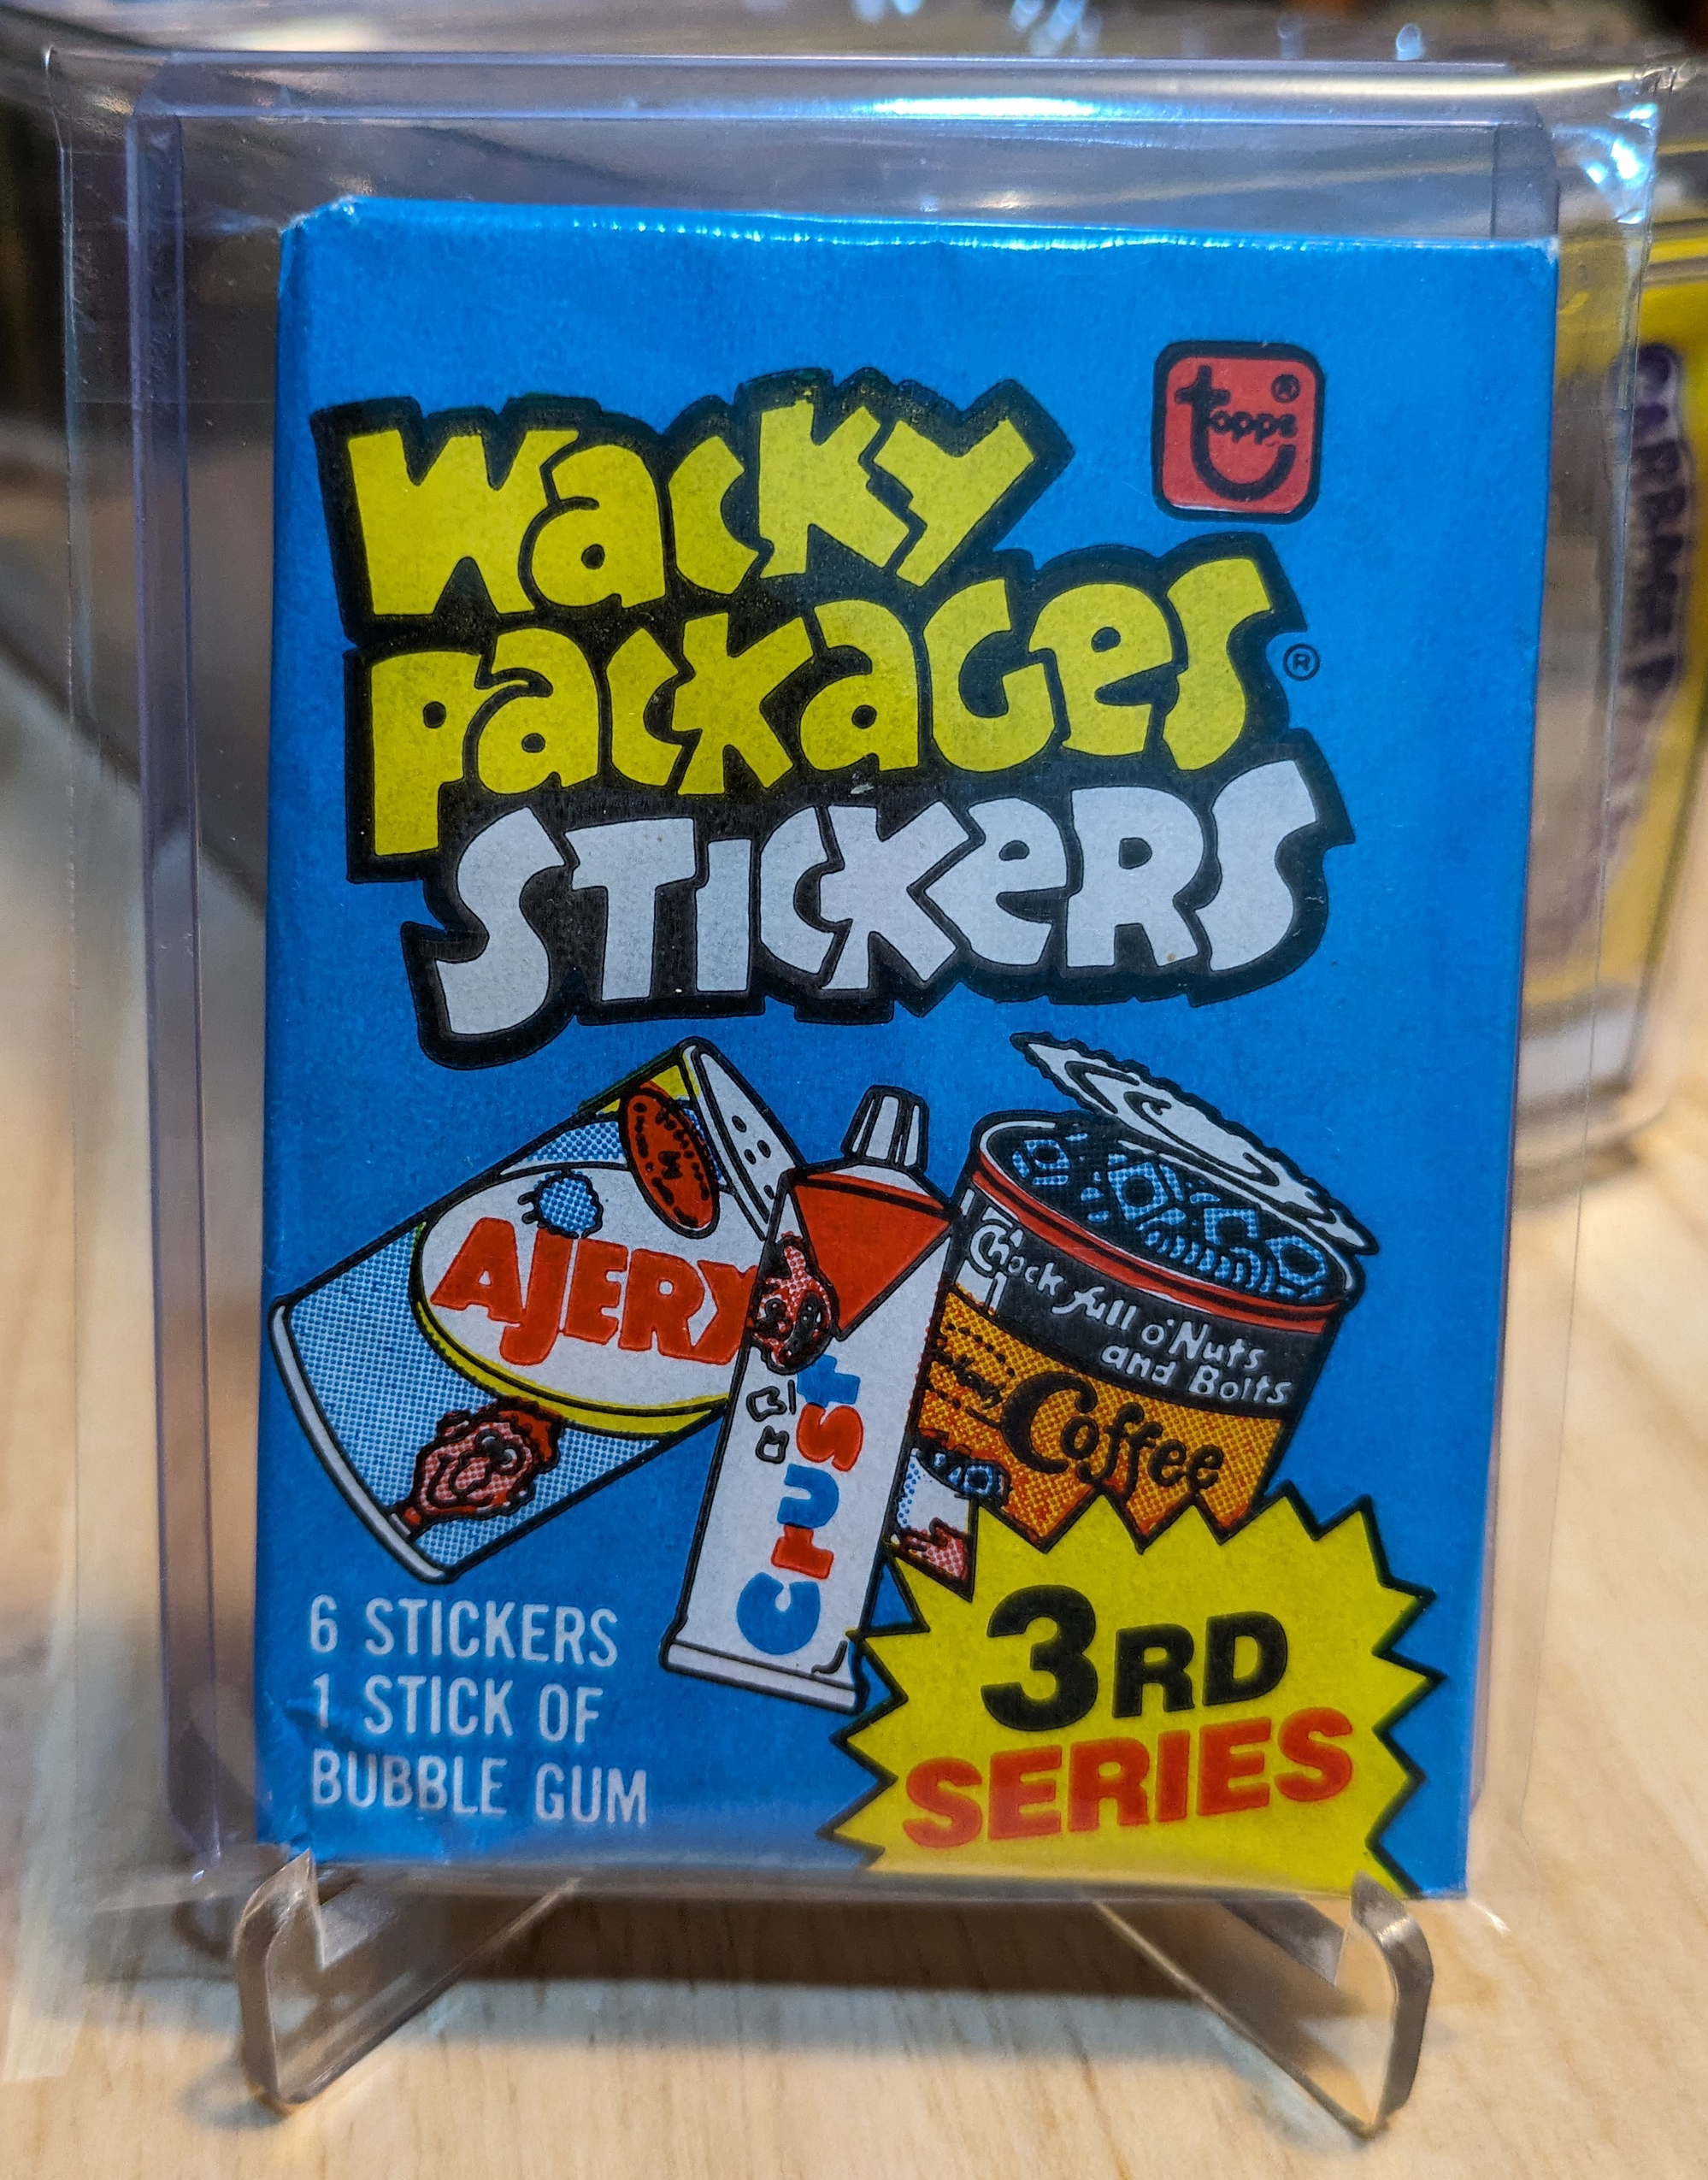 topps®
Wacky
Packages®
STICKERS
AJERX
Crust
Chock full o'Nuts
and Bolts
Coffee
6 STICKERS
1 STICK OF
BUBBLE GUM
3RD
SERIES